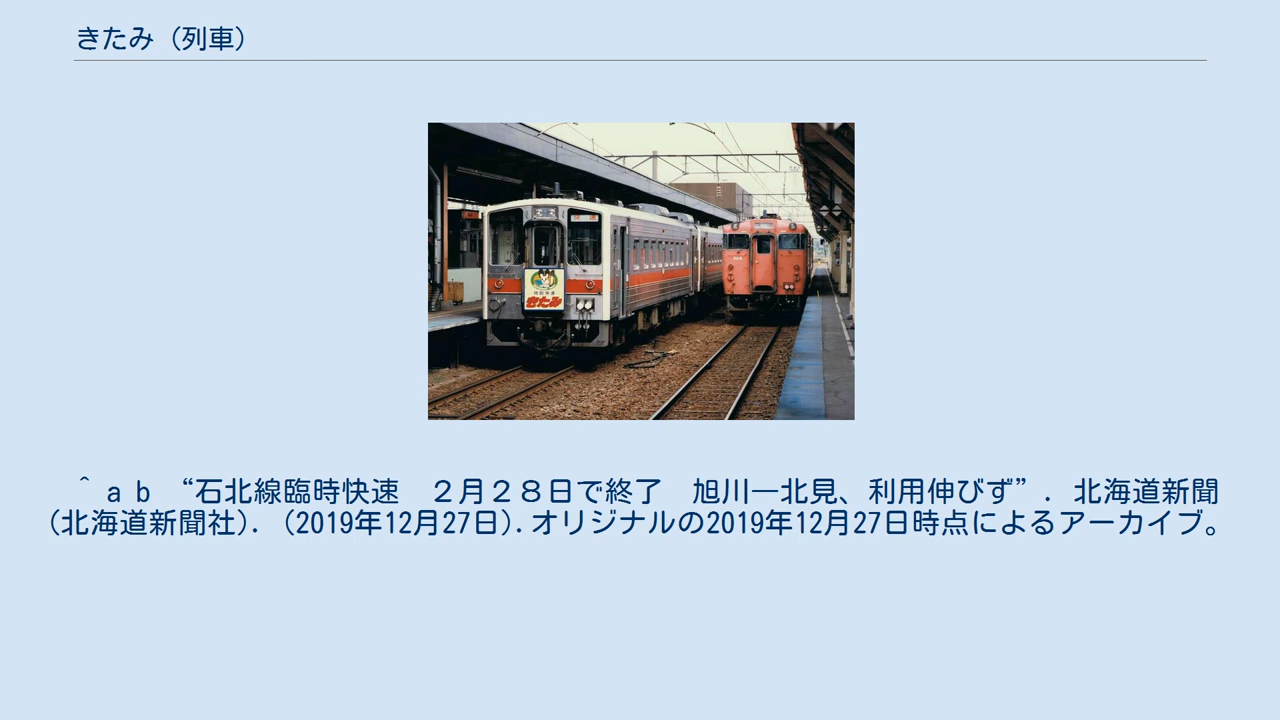 きたみ（列車）
きたみ
^ a b “石北線臨時快速　２月２８日で終了　旭川―北見、利用伸びず”. 北海道新聞
(北海道新聞社). (2019年12月27日). オリジナルの2019年12月27日時点によるアーカイブ。